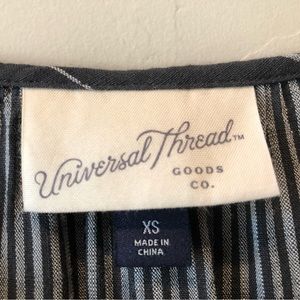 Universal Thread™
GOODS
CO.
XS
MADE IN
CHINA